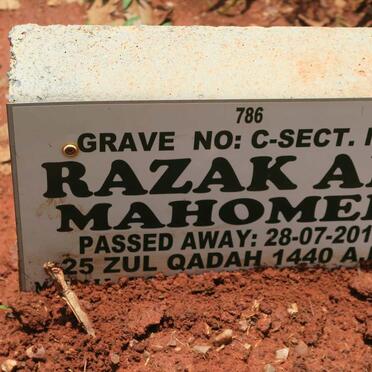 786
GRAVE NO: C-SECT.
RAZAK
MAHOME
PASSED AWAY: 28-07-201
25 ZUL QADAH 1440 A.